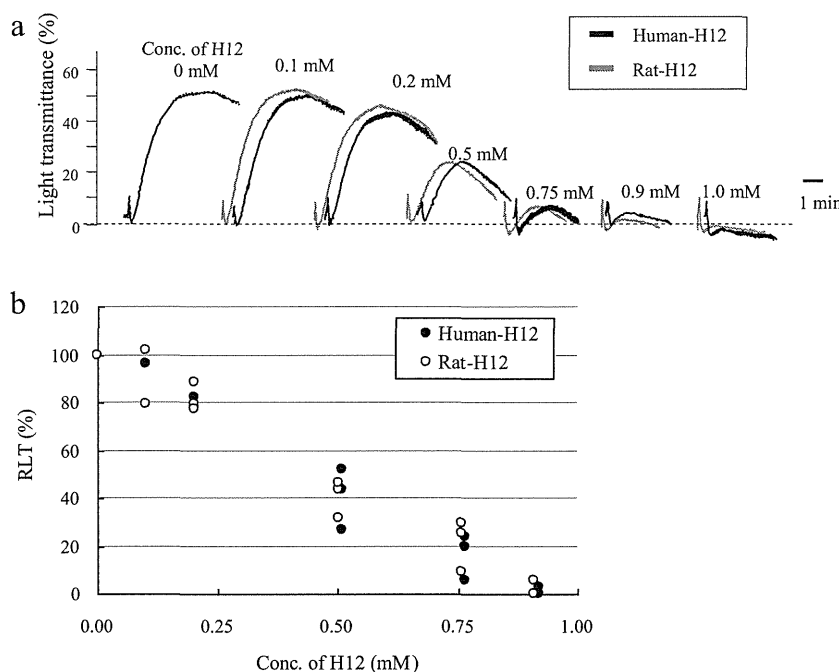 a
Light transmittance (%)
60
40
20
0
Conc. of H12
0 mM
0.1 mM
0.2 mM
0.5 mM
0.75 mM
0.9 mM
1.0 mM
Human-H12
Rat-H12
1 min
b
RLT (%)
120
100
80
60
40
20
0
Human-H12
Rat-H12
0.00
0.25
0.50
0.75
1.00
Conc. of H12 (mM)